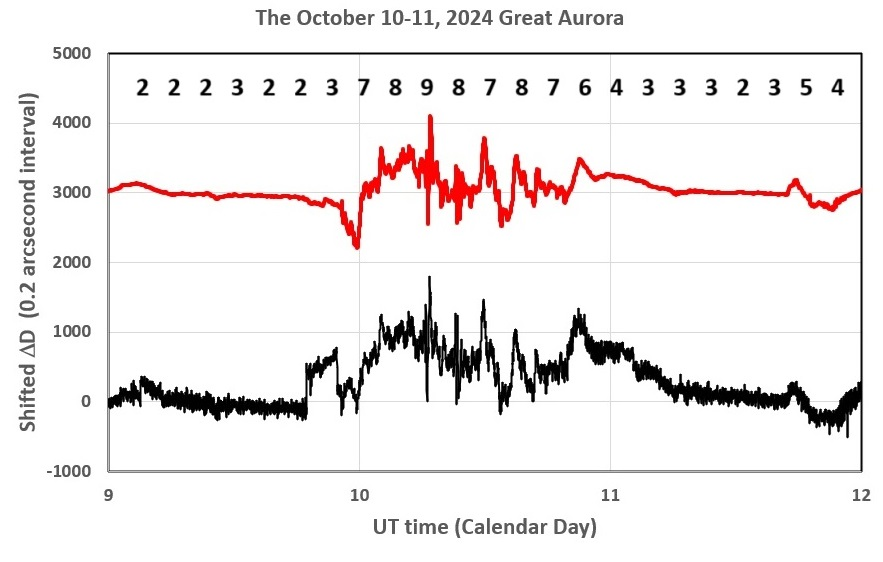 The October 10-11, 2024 Great Aurora
5000
2 2 2 3 2 2 3 7 8 9 8 7 8 7 6 4 3 3 3 2 3 5 4
4000
3000
2000
1000
0
-1000
Shifted ΔD (0.2 arcsecond interval)
9 10 11 12
UT time (Calendar Day)